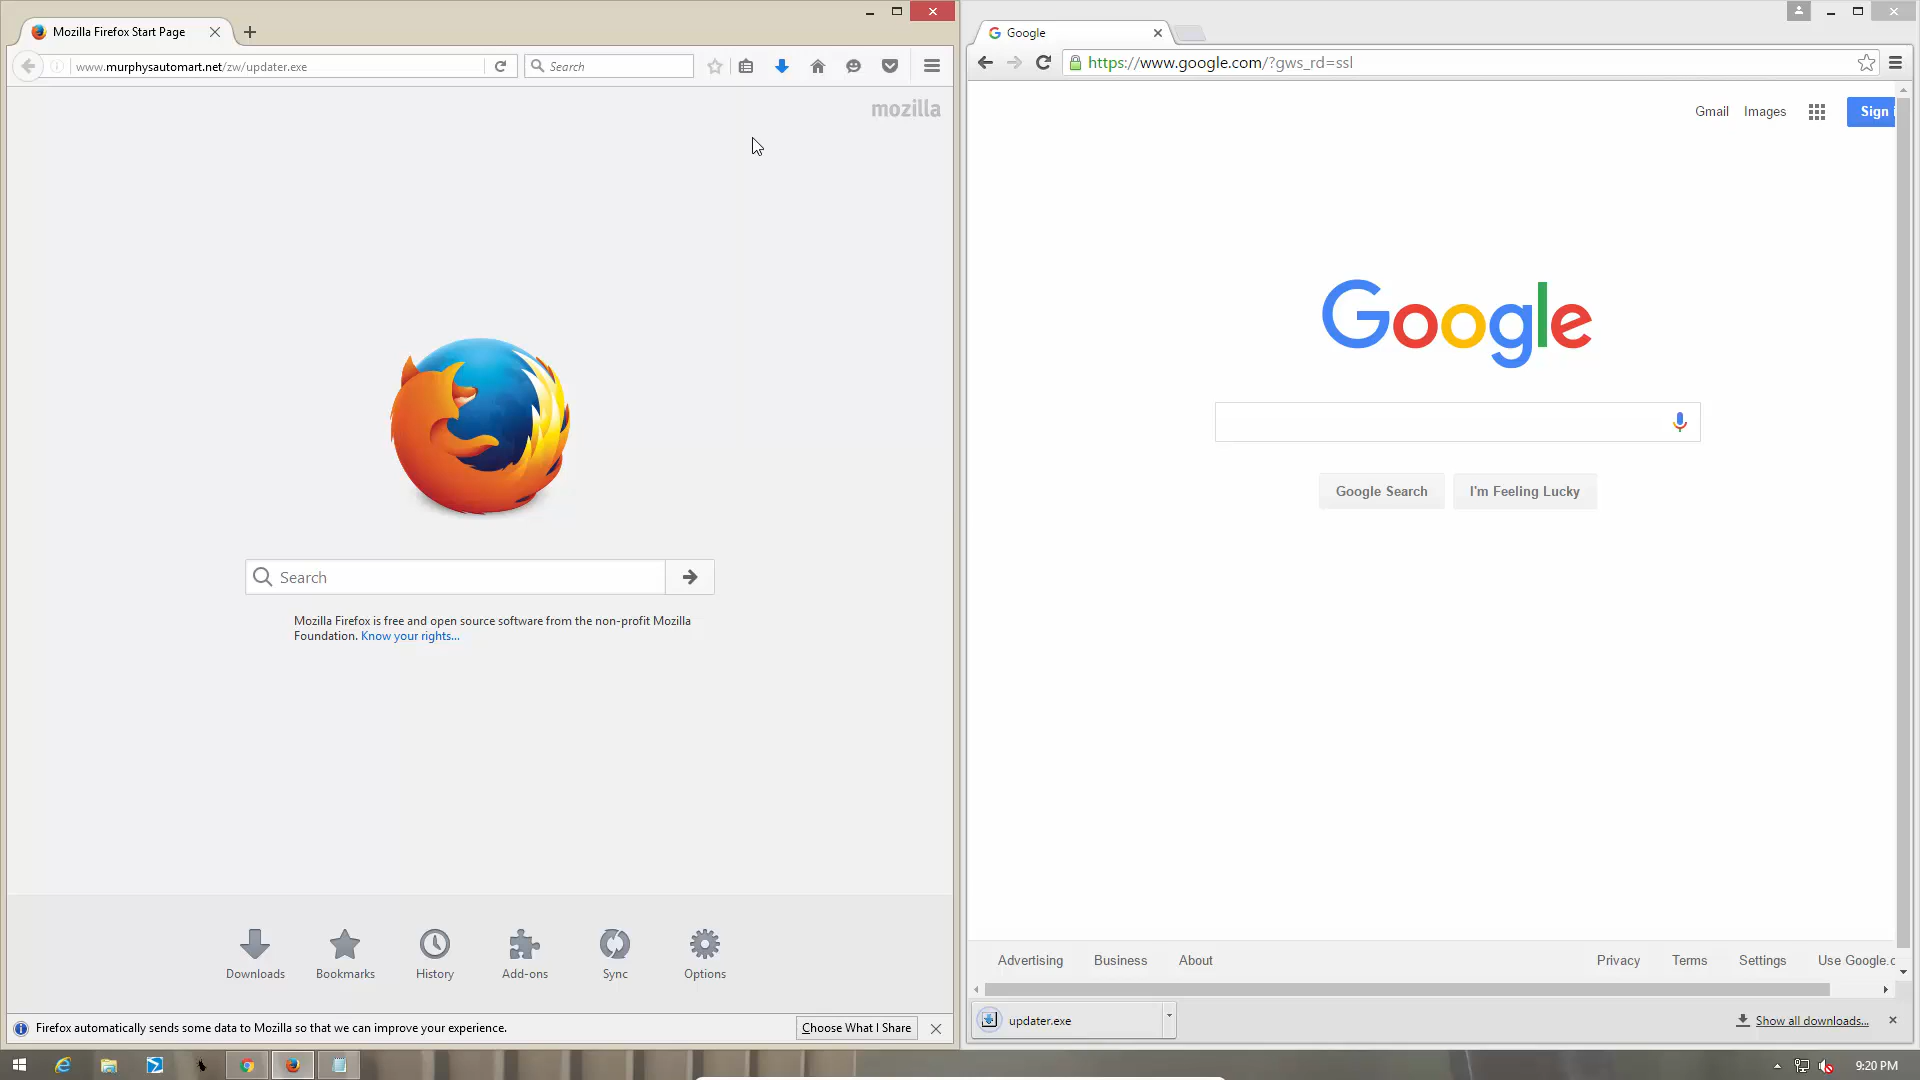 Mozilla Firefox Start Page
www.murphysautomart.net/zw/updater.exe
Search
mozilla
Search
Mozilla Firefox is free and open source software from the non-profit Mozilla
Foundation. Know your rights...
Downloads
Bookmarks
History
Add-ons
Sync
Options
Firefox automatically sends some data to Mozilla so that we can improve your experience.
Choose What I Share
Google
https://www.google.com/?gws_rd=ssl
Gmail
Images
Sign i
Google
Google Search
I'm Feeling Lucky
Advertising
Business
About
Privacy
Terms
Settings
Use Google.c
updater.exe
Show all downloads...
9:20 PM